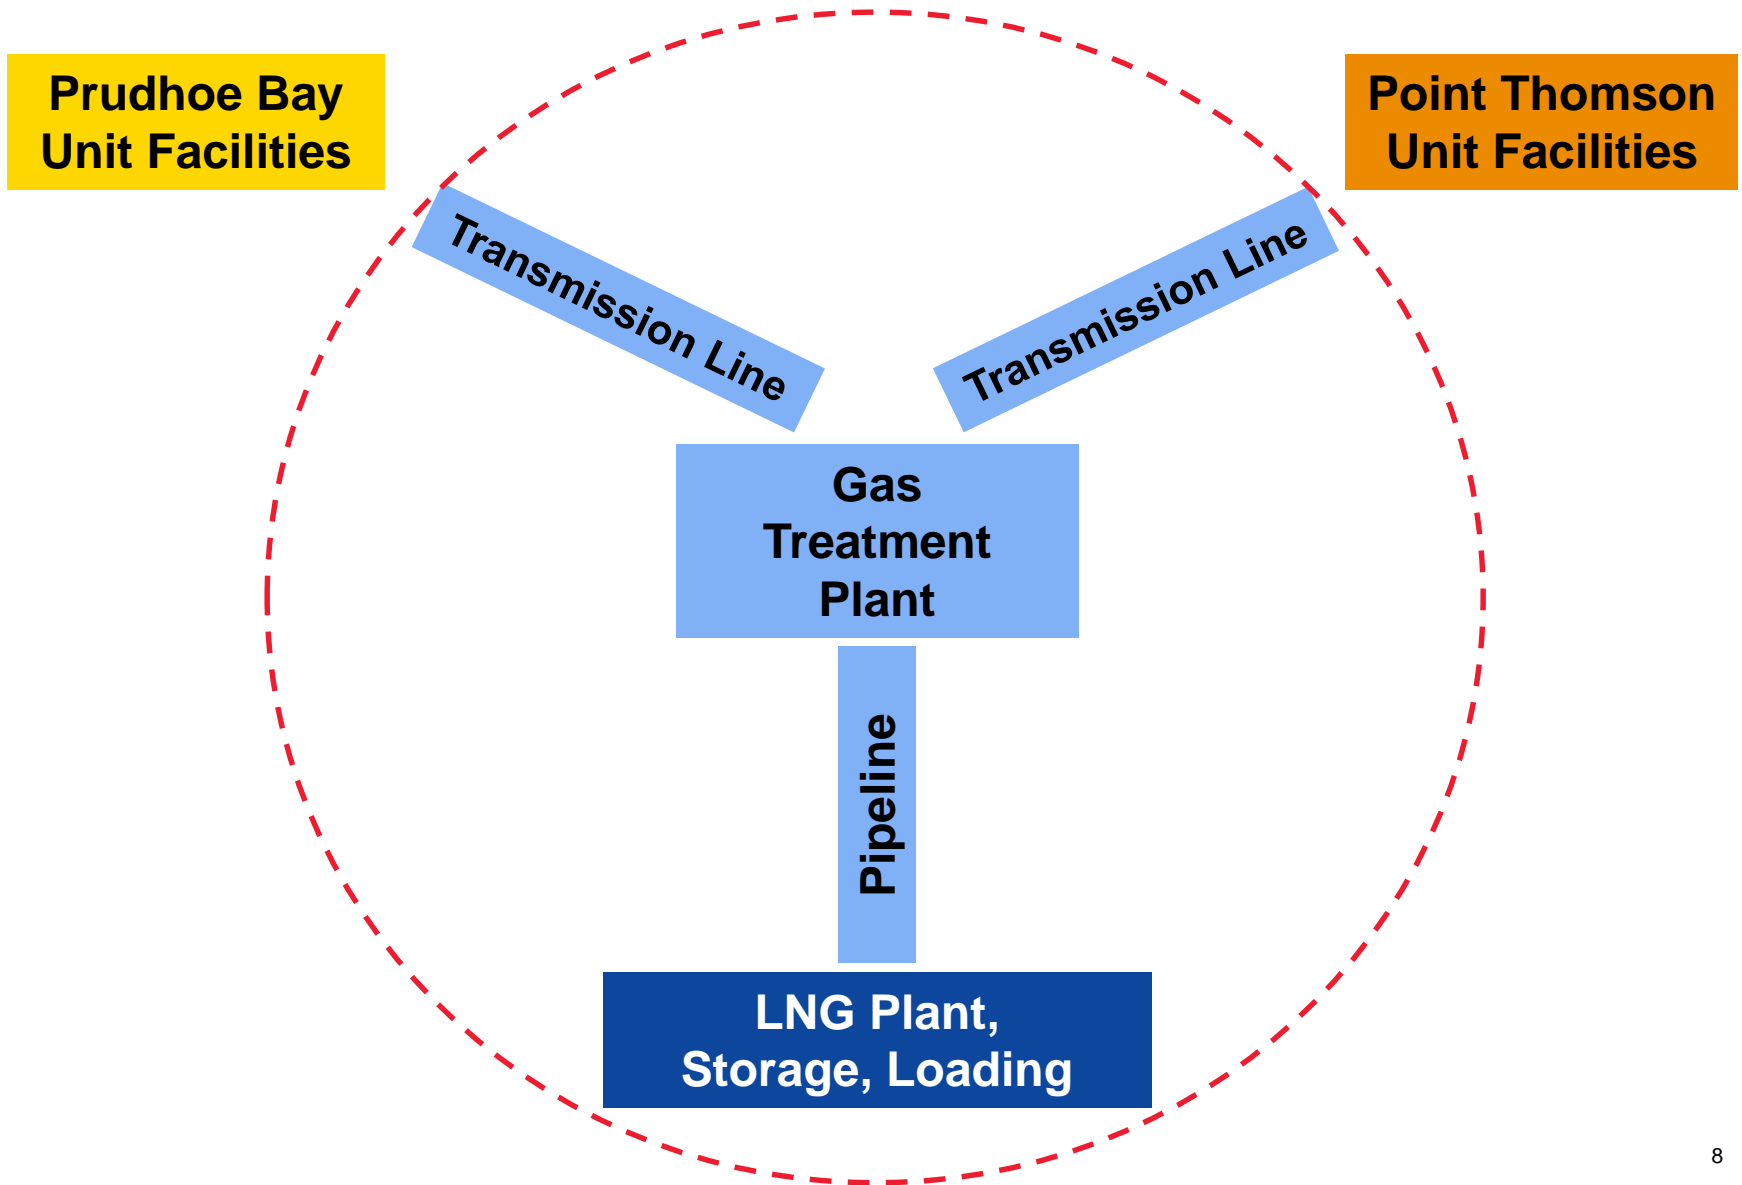 Prudhoe Bay
Unit Facilities
Point Thomson
Unit Facilities
Transmission Line
Transmission Line
Gas
Treatment
Plant
Pipeline
LNG Plant,
Storage, Loading
8